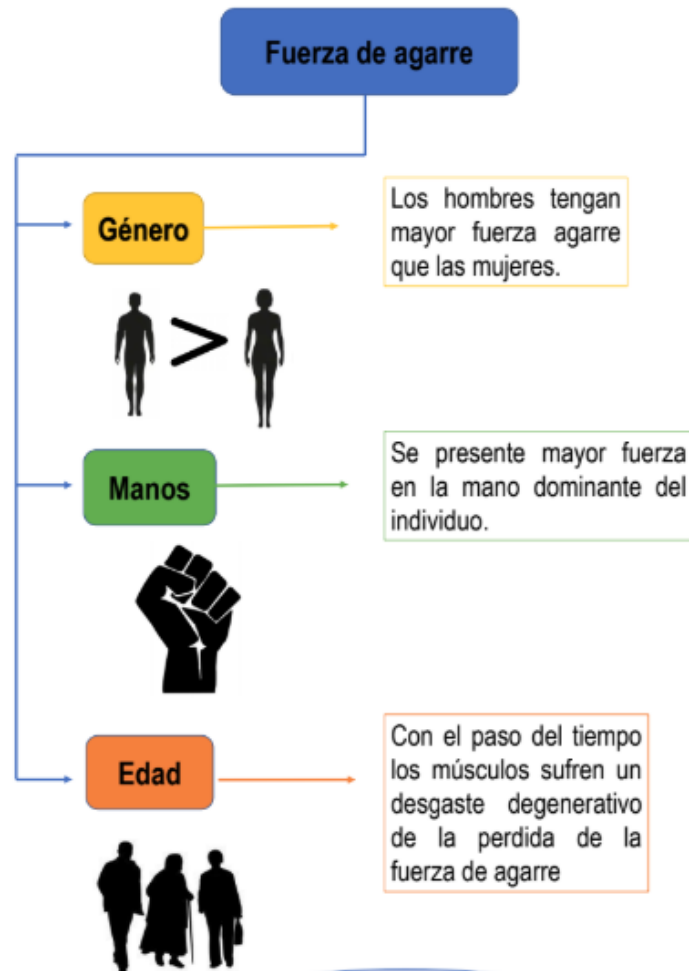 Fuerza de agarre
Género
Los hombres tengan
mayor fuerza agarre
que las mujeres.
>
Manos
Se presente mayor fuerza
en la mano dominante del
individuo.
Edad
Con el paso del tiempo
los músculos sufren un
desgaste degenerativo
de la perdida de la
fuerza de agarre